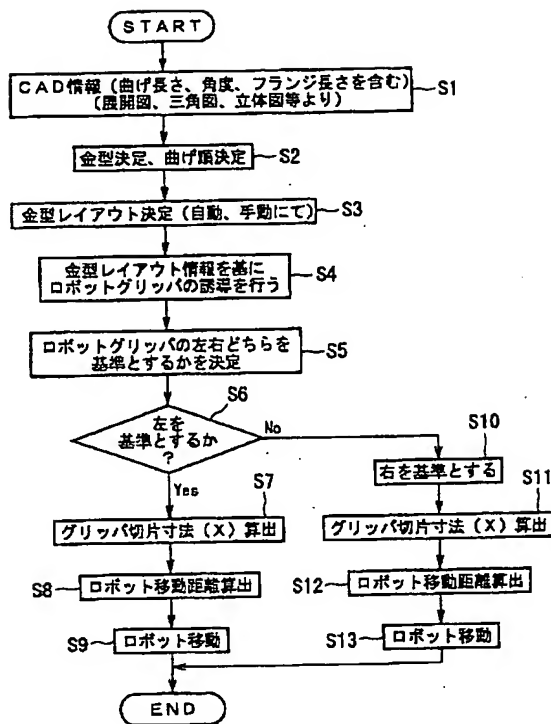 START
CAD情報（曲げ長さ、角度、フランジ長さを含む）
（展開図、三角図、立体図等より）
S1
金型決定、曲げ順決定
S2
金型レイアウト決定（自動、手動にて）
S3
金型レイアウト情報を基に
ロボットグリッパの誘導を行う
S4
ロボットグリッパの左右どちらを
基準とするかを決定
S5
S6
左を
基準とするか
?
No
Yes
S10
右を基準とする
S7
グリッパ切片寸法（X）算出
S11
グリッパ切片寸法（X）算出
S8
ロボット移動距離算出
S12
ロボット移動距離算出
S9
ロボット移動
S13
ロボット移動
END